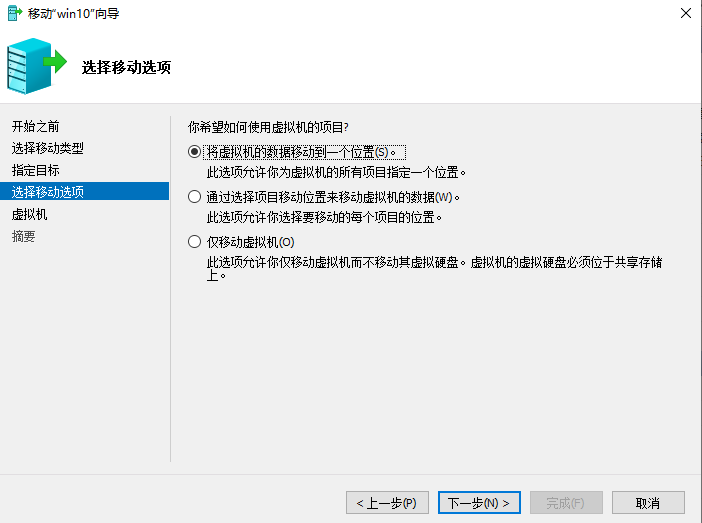 移动“win10”向导
选择移动选项
开始之前
选择移动类型
指定目标
选择移动选项
虚拟机
摘要
你希望如何使用虚拟机的项目?
将虚拟机的数据移动到一个位置(S)。
此选项允许你为虚拟机的所有项目指定一个位置。
通过选择项目移动位置来移动虚拟机的数据(W)。
此选项允许你选择要移动的每个项目的位置。
仅移动虚拟机(O)
此选项允许你仅移动虚拟机而不移动其虚拟硬盘。虚拟机的虚拟硬盘必须位于共享存储
上。
< 上一步(P)
下一步(N) >
完成(F)
取消